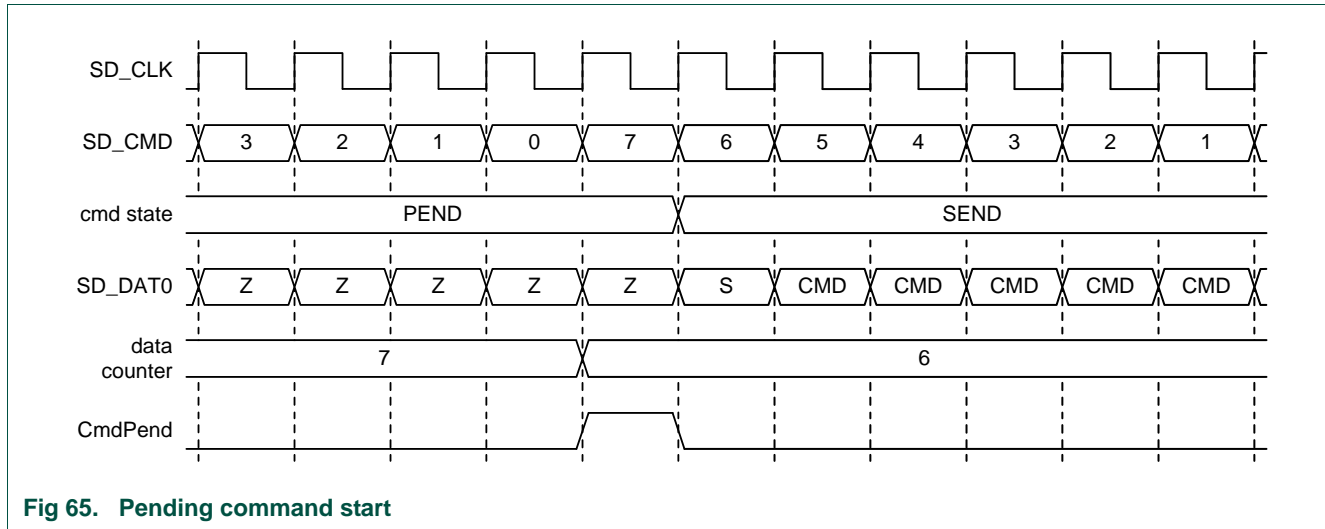 SD_CLK
SD_CMD 3 2 1 0 7 6 5 4 3 2 1
cmd state PEND SEND
SD_DAT0 Z Z Z Z Z S CMD CMD CMD CMD CMD
data
counter 7 6
CmdPend
Fig 65. Pending command start